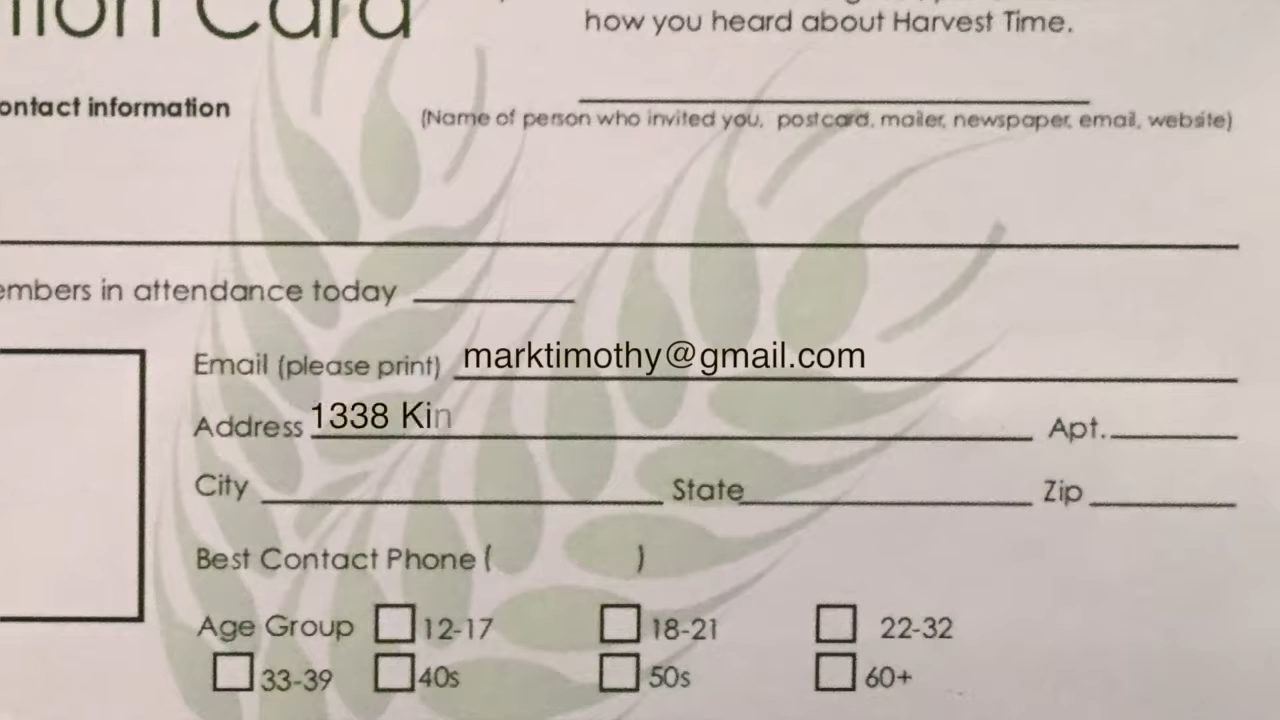 tion Card
how you heard about Harvest Time.
ontact information
(Name of person who invited you, postcard, mailer, newspaper, email, website)
embers in attendance today
Email (please print) marktimothy@gmail.com
Address 1338 Kin Apt.
City State Zip
Best Contact Phone ( )
Age Group 12-17 18-21 22-32
33-39 40s 50s 60+